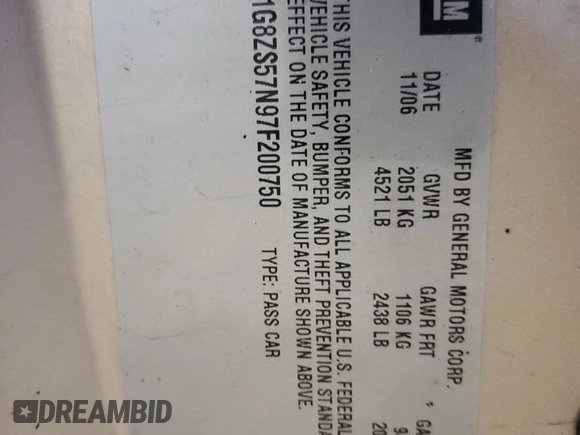 GM
MFD BY GENERAL MOTORS CORP.
DATE GVWR GAWR FRT
11/06 2051 KG 1106 KG
4521 LB 2438 LB
THIS VEHICLE CONFORMS TO ALL APPLICABLE U.S. FEDERAL
VEHICLE SAFETY, BUMPER, AND THEFT PREVENTION
EFFECT ON THE DATE OF MANUFACTURE SHOWN ABOVE.
1G8ZS57N97F200750 TYPE: PASS CAR
DREAMBID